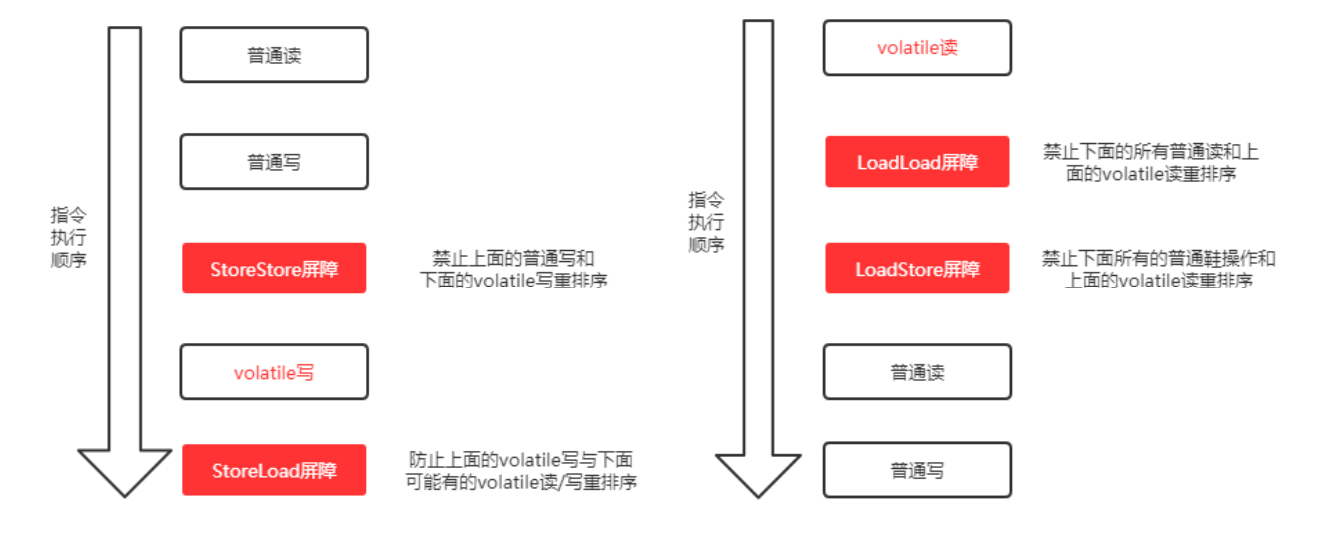 普通读
普通写
指令
执行
顺序
StoreStore屏障
禁止上面的普通写和
下面的volatile写重排序
volatile写
StoreLoad屏障
防止上面的volatile写与下面
可能有的volatile读/写重排序
volatile读
LoadLoad屏障
禁止下面的所有普通读和上
面的volatile读重排序
指令
执行
顺序
LoadStore屏障
禁止下面所有的普通鞋操作和
上面的volatile读重排序
普通读
普通写